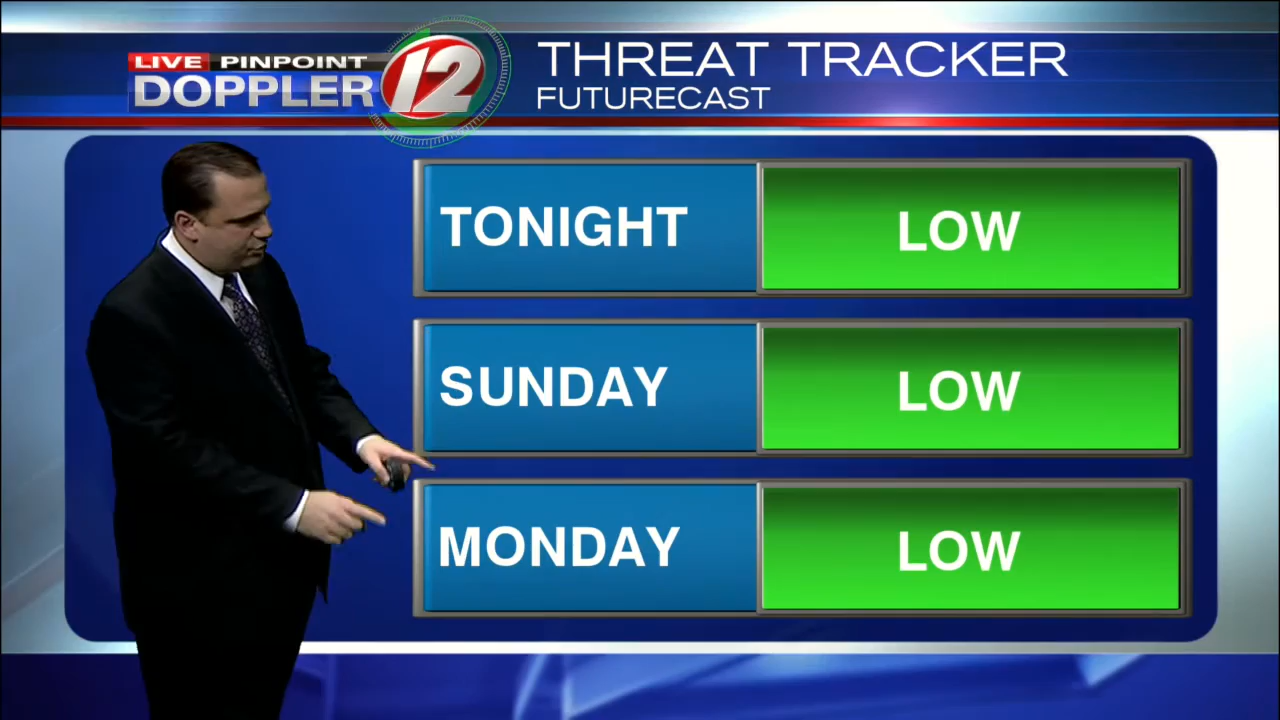 LIVE PINPOINT
DOPPLER 12
THREAT TRACKER
FUTURECAST
TONIGHT LOW
SUNDAY LOW
MONDAY LOW